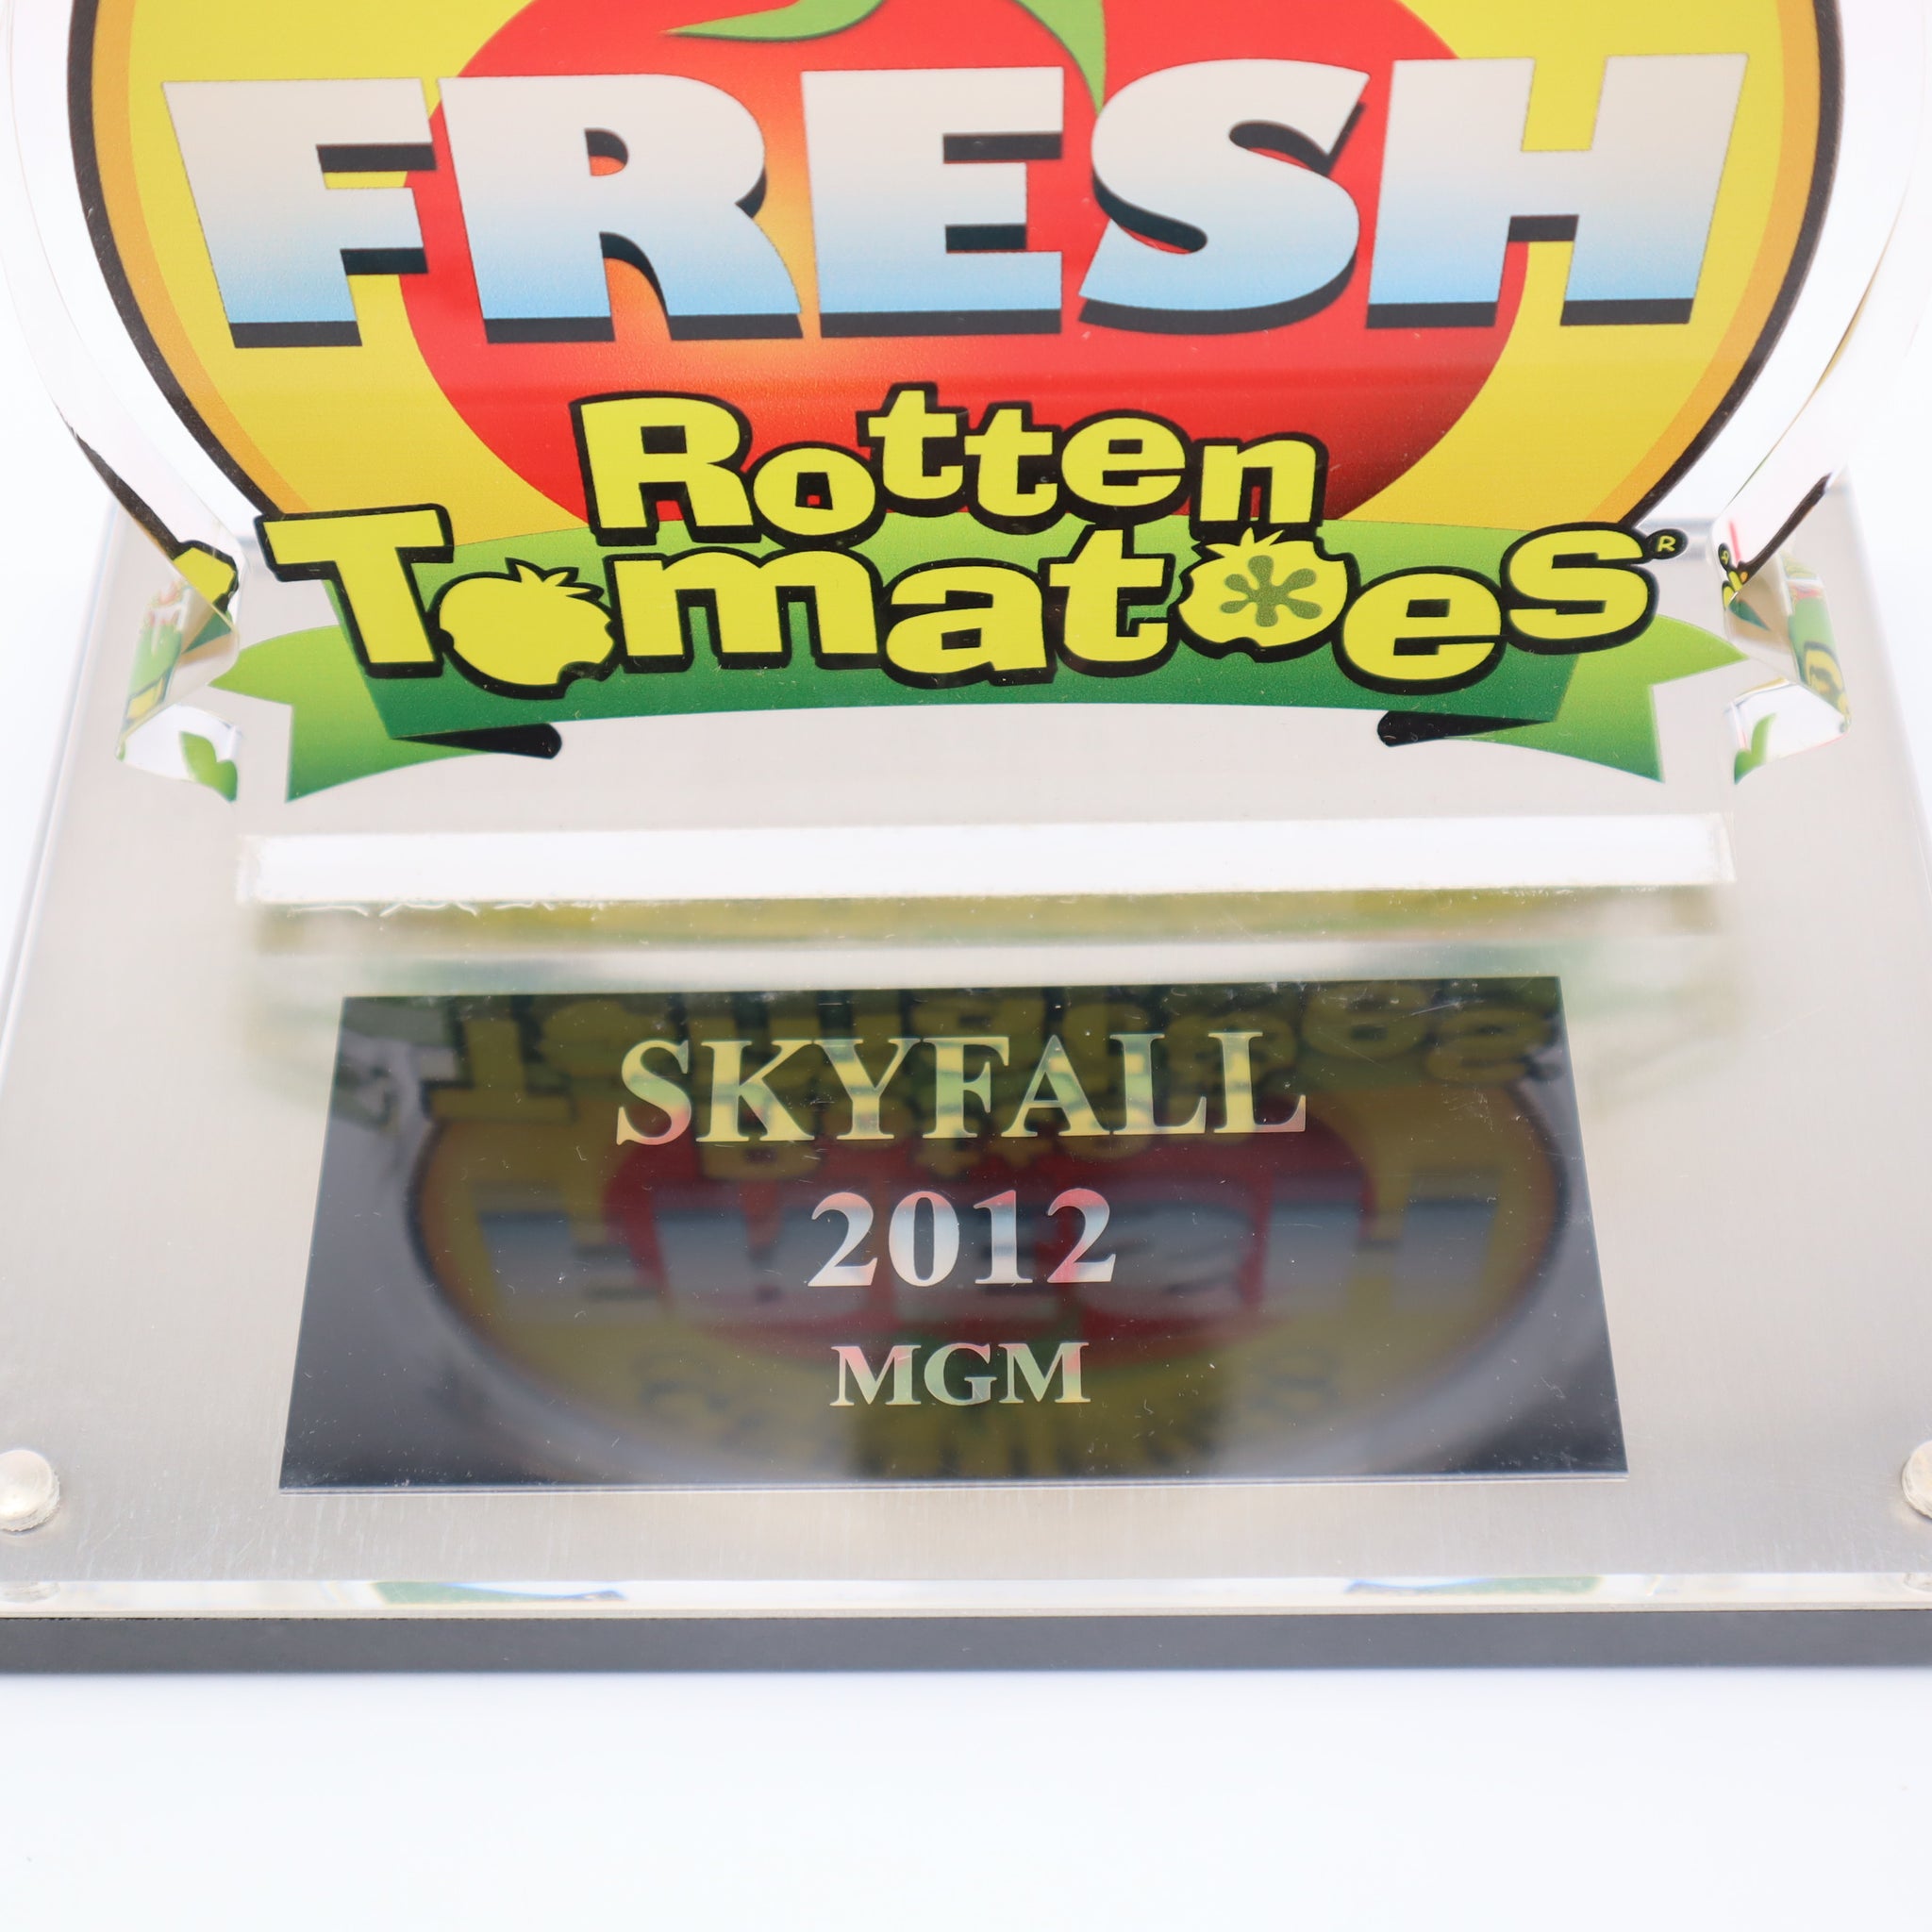 FRESH
Rotten
Tomatoes®
SKYFALL
2012
MGM